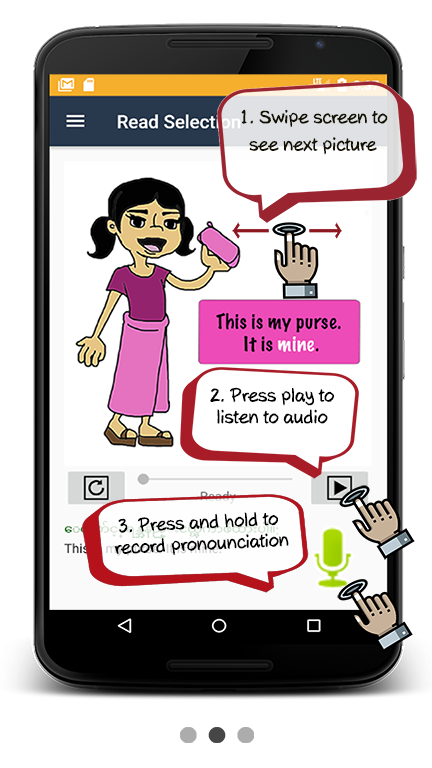 Read Selection
1. Swipe screen to
see next picture
This is my purse.
It is mine.
2. Press play to
listen to audio
Ready
3. Press and hold to
record pronounciation